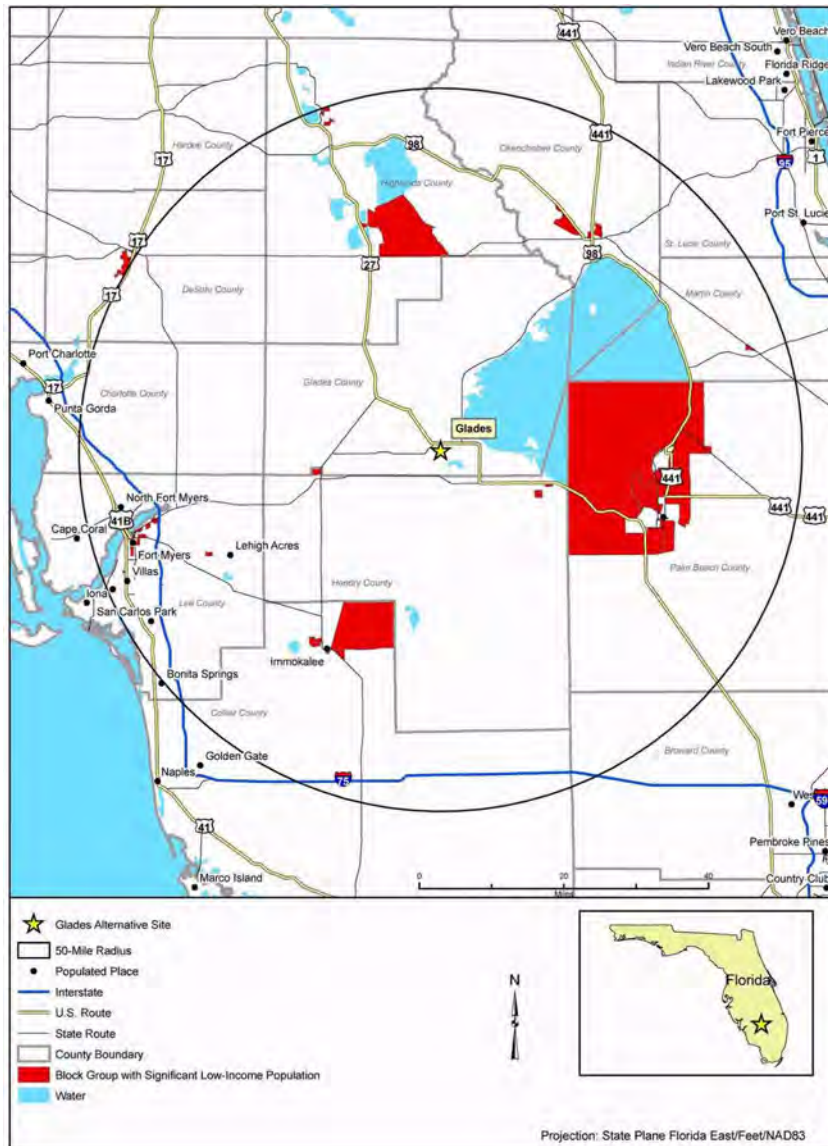 441
Vero Beach
Vero Beach South
Indian River County
Florida Ridge
Lakewood Park
Hardee County
17
98
Okeechobee County
441
Fort Pierce
95
1
Highlands County
Port St. Lucie
17
27
98
St. Lucie County
DeSoto County
17
Martin County
Port Charlotte
17
Charlotte County
Glades County
Punta Gorda
Glades
441
North Fort Myers
41B
441
441
Cape Coral
Fort Myers
Lehigh Acres
Villas
Hendry County
Palm Beach County
Iona
Lee County
San Carlos Park
Immokalee
Bonita Springs
Collier County
Broward County
Golden Gate
Naples
75
59
41
Pembroke Pines
Marco Island
0
20
40
Country Club
Glades Alternative Site
50-Mile Radius
Populated Place
Interstate
U.S. Route
State Route
County Boundary
Block Group with Significant Low-Income Population
Water
N
Florida
Projection: State Plane Florida East/Feet/NAD83